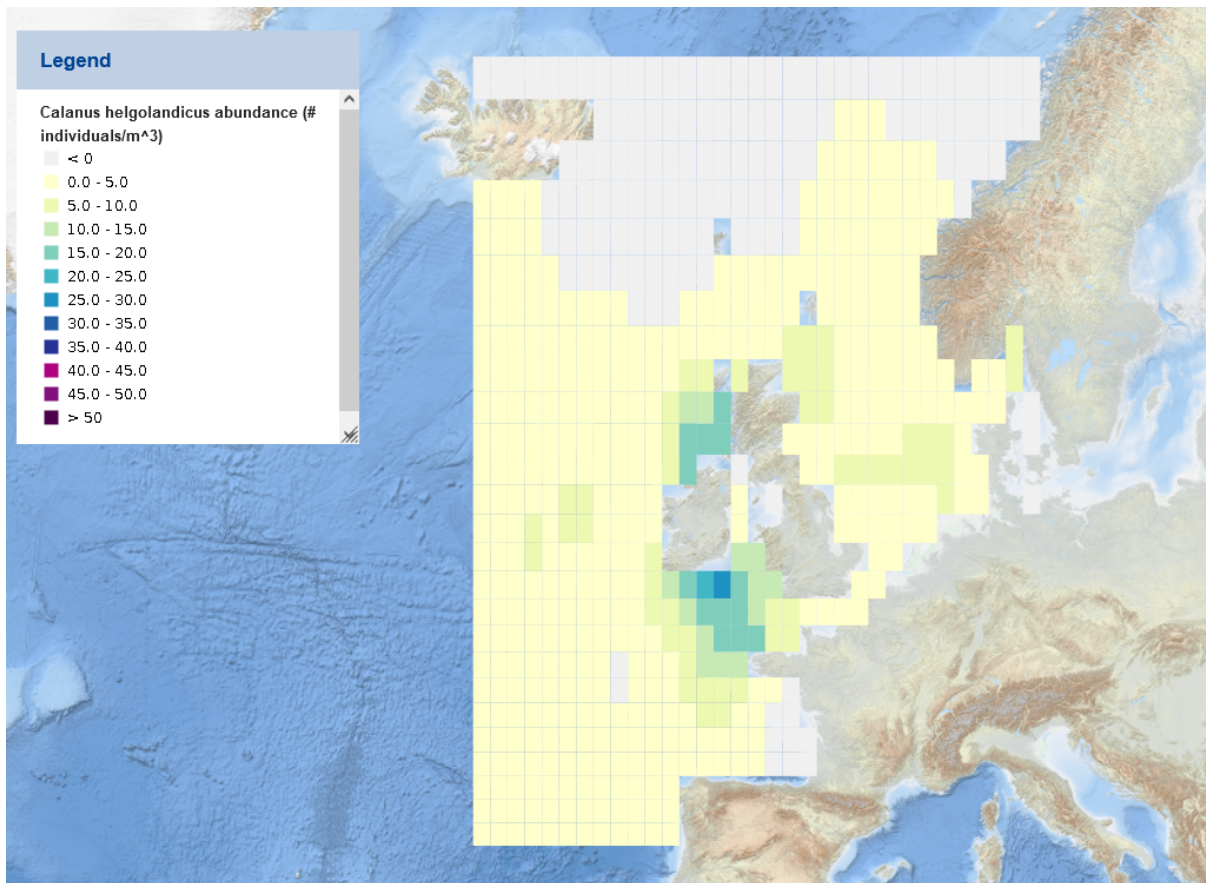 Legend
Calanus helgolandicus abundance (#
individuals/m^3)
< 0
0.0 - 5.0
5.0 - 10.0
10.0 - 15.0
15.0 - 20.0
20.0 - 25.0
25.0 - 30.0
30.0 - 35.0
35.0 - 40.0
40.0 - 45.0
45.0 - 50.0
> 50